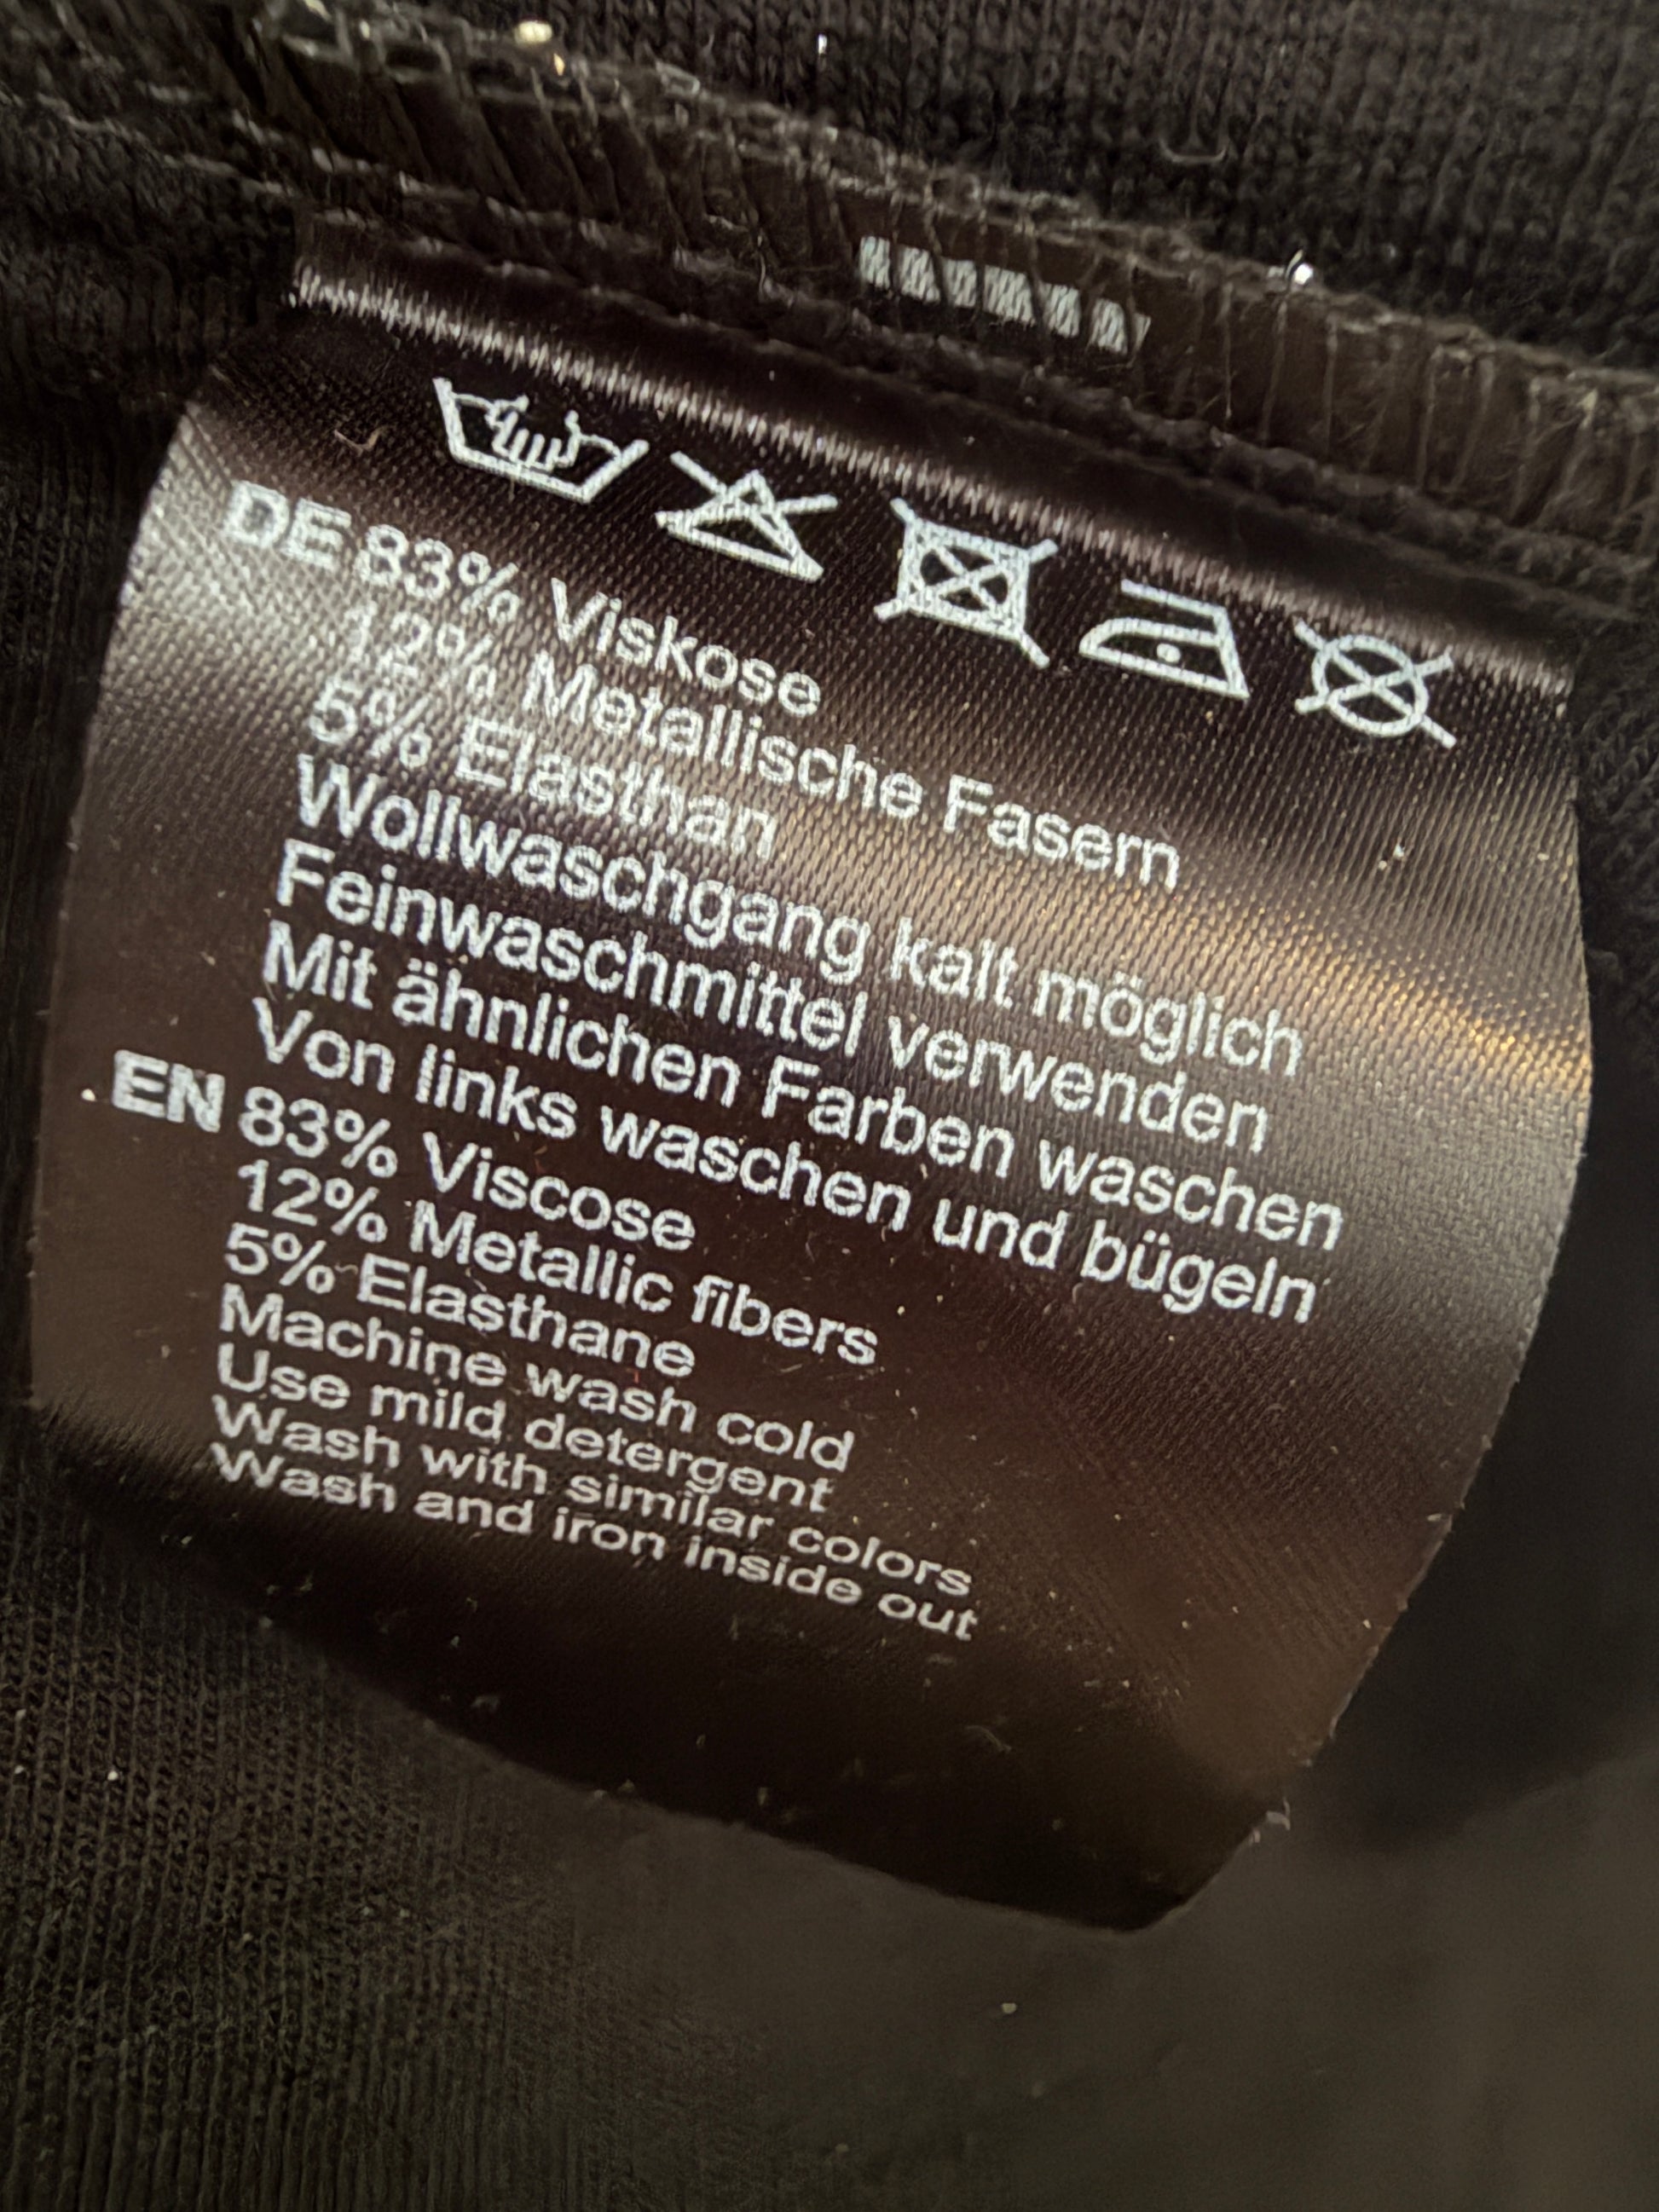 DE 83% Viskose
12% Metallische Fasern
5% Elasthan
Wollwaschgang kalt möglich
Feinwaschmittel verwenden
Mit ähnlichen Farben waschen
Von links waschen und bügeln
EN 83% Viscose
12% Metallic fibers
5% Elasthane
Machine wash cold
Use mild detergent
Wash with similar colors
Wash and iron inside out